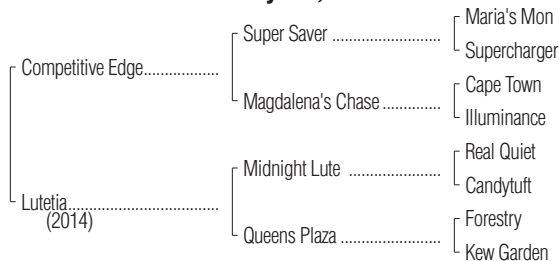 Maria's Mon
Super Saver ..................
Supercharger
Competitive Edge.................
Cape Town
Magdalena's Chase .............
Illuminance
Real Quiet
Midnight Lute ...................
Candytuft
Lutetia...................................
(2014)
Forestry
Queens Plaza .....................
Kew Garden